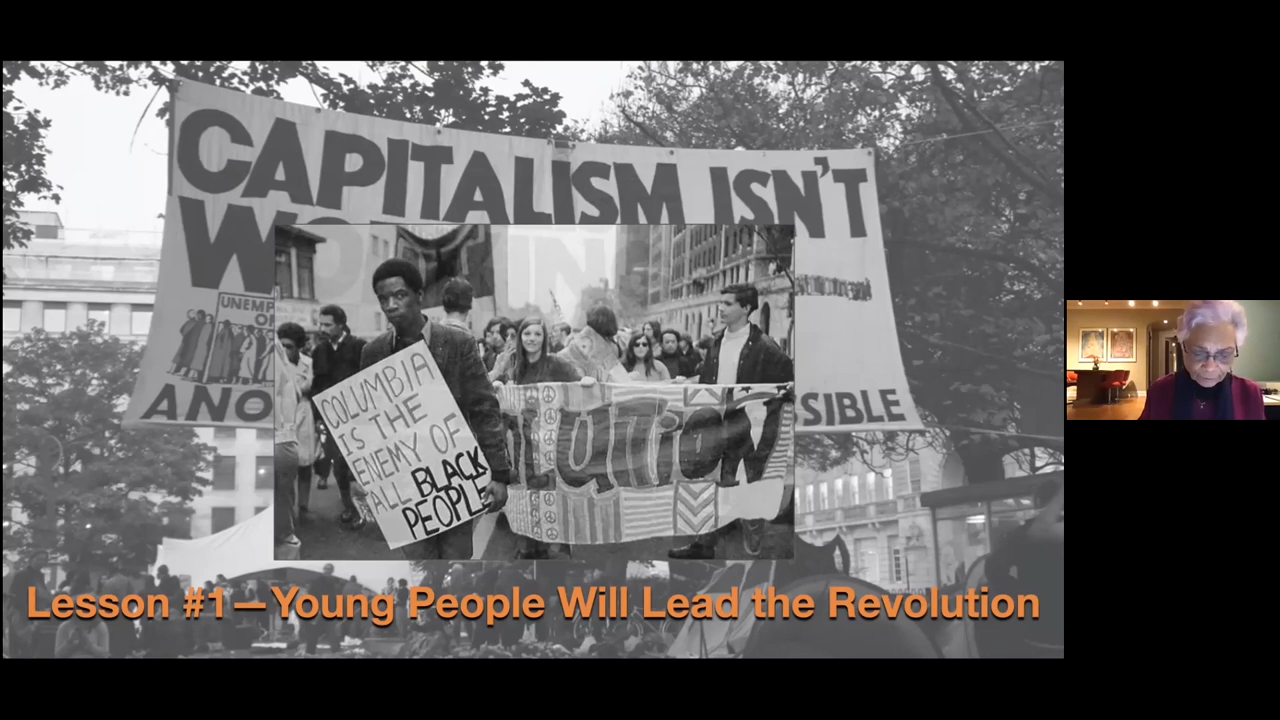 CAPITALISM ISN'T
UNEMP
OF
ANO
SIBLE
COLUMBIA
IS THE
ENEMY OF
ALL BLACK
PEOPLE
Lesson #1—Young People Will Lead the Revolution